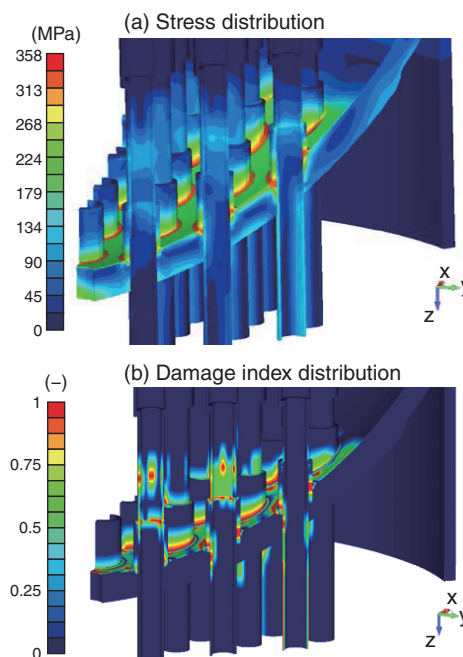 (a) Stress distribution
(MPa)
358
313
268
224
179
134
90
45
0
x
y
z
(b) Damage index distribution
(–)
1
0.75
0.5
0.25
0
x
y
z